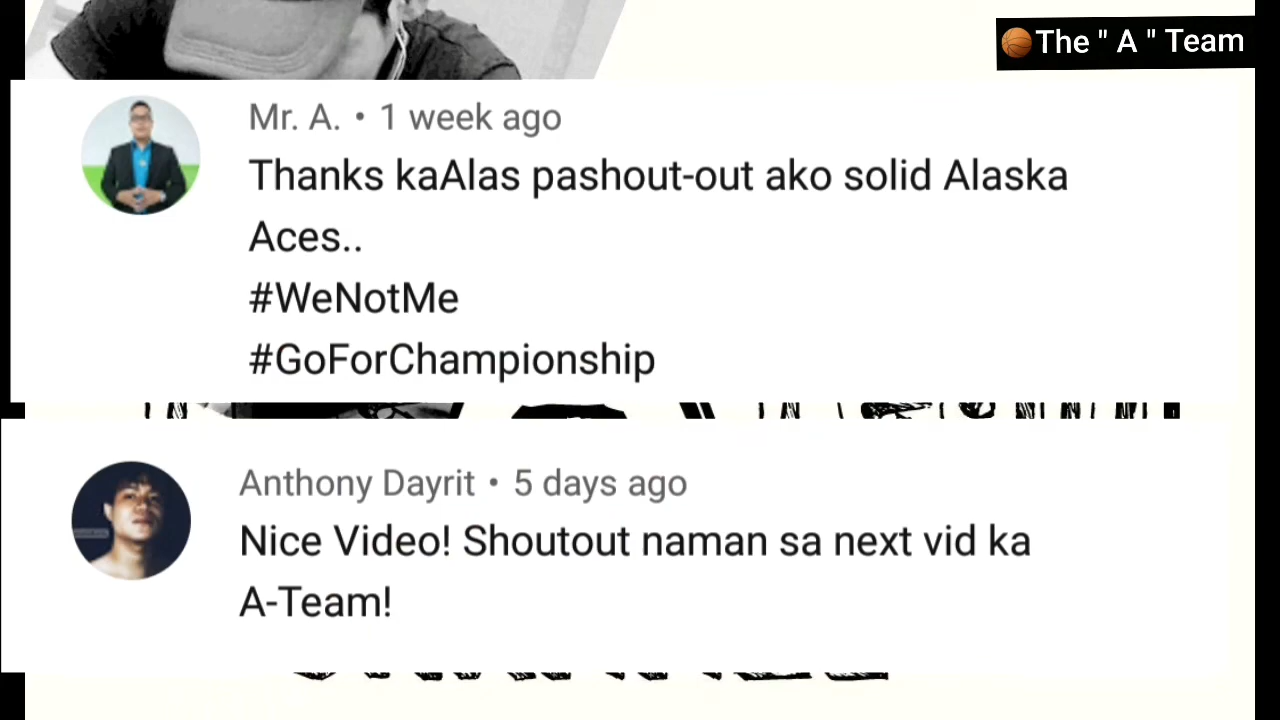 🏀The " A " Team
Mr. A. • 1 week ago
Thanks kaAlas pashout-out ako solid Alaska
Aces..
#WeNotMe
#GoForChampionship
Anthony Dayrit • 5 days ago
Nice Video! Shoutout naman sa next vid ka
A-Team!